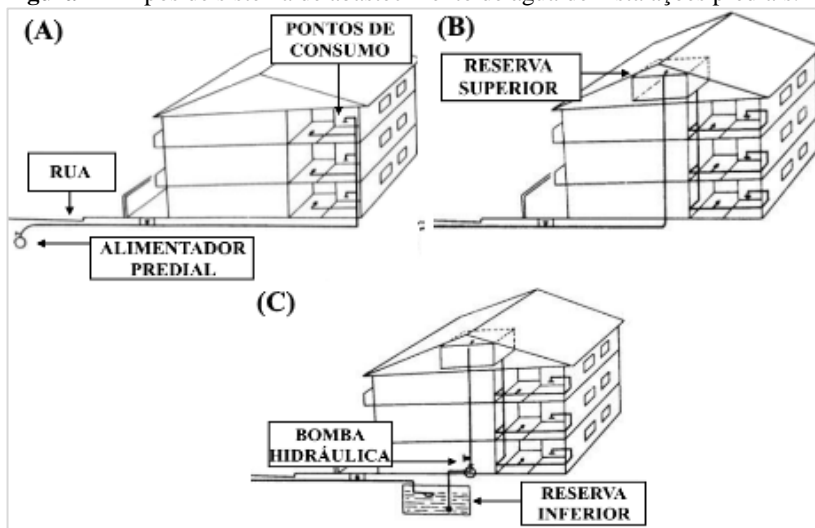 (A)
PONTOS DE
CONSUMO
RUA
ALIMENTADOR
PREDIAL
(B)
RESERVA
SUPERIOR
(C)
BOMBA
HIDRÁULICA
RESERVA
INFERIOR